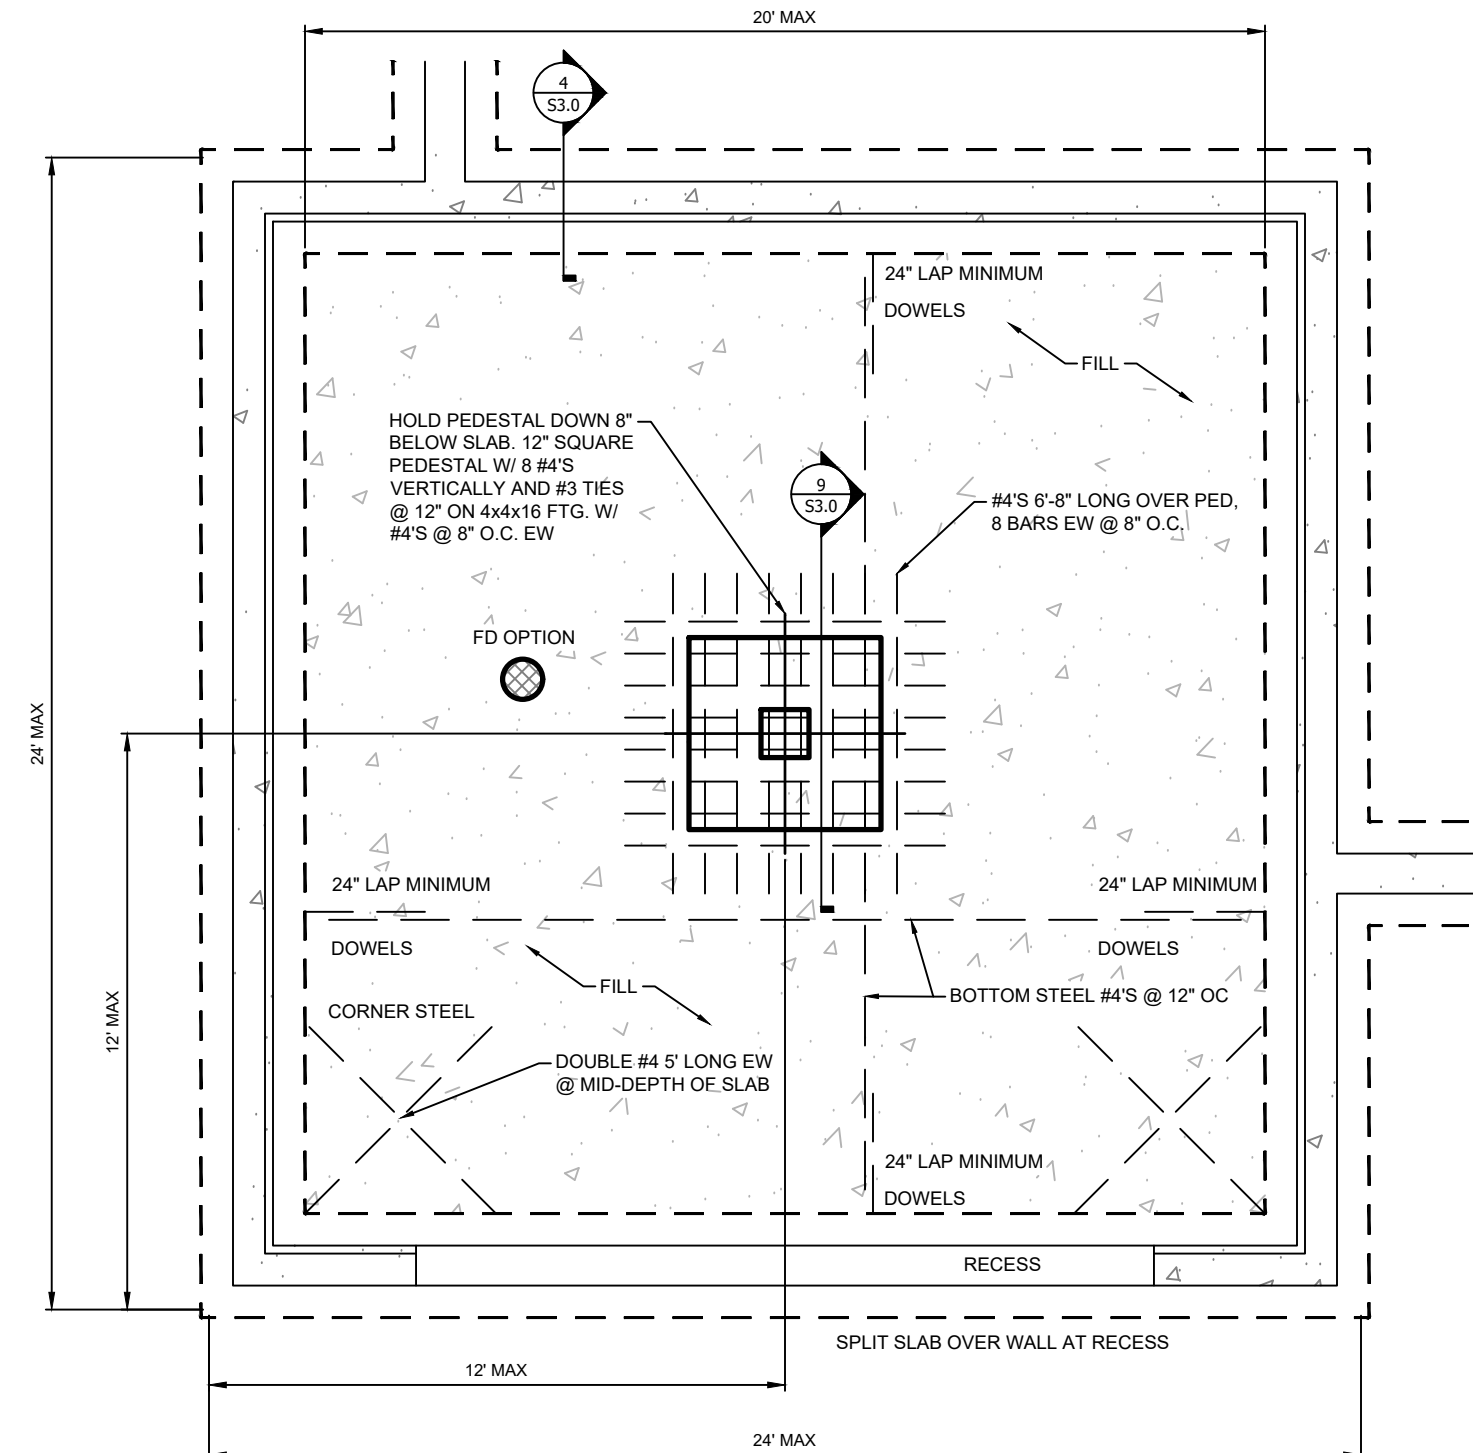 20' MAX
4
S3.0
24" LAP MINIMUM
DOWELS
FILL
HOLD PEDESTAL DOWN 8"
BELOW SLAB. 12" SQUARE
PEDESTAL W/ 8 #4'S
VERTICALLY AND #3 TIES
@ 12" ON 4x4x16 FTG. W/
#4'S @ 8" O.C. EW
9
S3.0
#4'S 6'-8" LONG OVER PED,
8 BARS EW @ 8" O.C.
FD OPTION
24' MAX
24" LAP MINIMUM
24" LAP MINIMUM
DOWELS
DOWELS
FILL
BOTTOM STEEL #4'S @ 12" OC
CORNER STEEL
12' MAX
DOUBLE #4 5' LONG EW
@ MID-DEPTH OF SLAB
24" LAP MINIMUM
DOWELS
RECESS
SPLIT SLAB OVER WALL AT RECESS
12' MAX
24' MAX